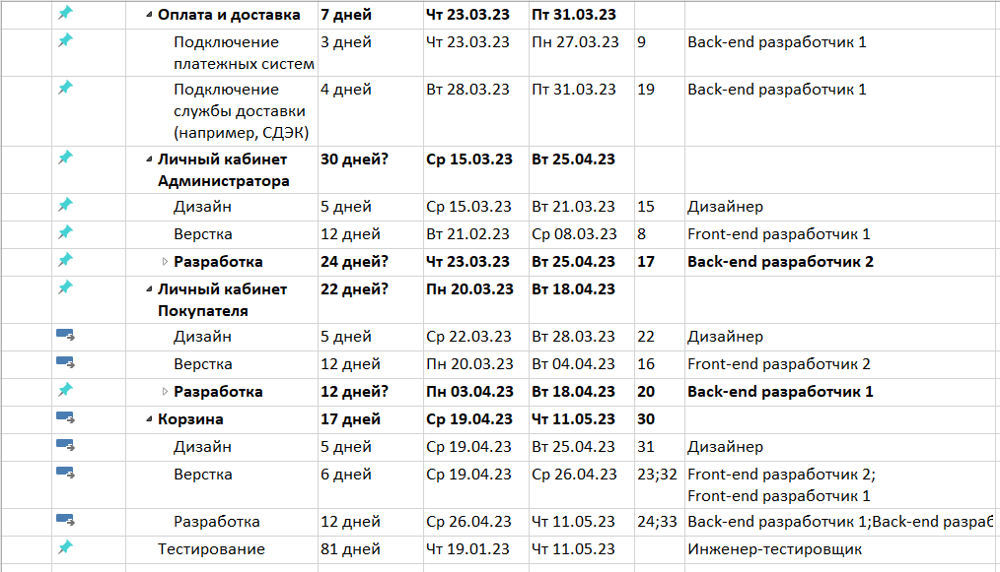 Оплата и доставка 7 дней Чт 23.03.23 Пт 31.03.23
Подключение 3 дней Чт 23.03.23 Пн 27.03.23 9 Back-end разработчик 1
платежных систем
Подключение 4 дней Вт 28.03.23 Пт 31.03.23 19 Back-end разработчик 1
службы доставки
(например, СДЭК)
Личный кабинет 30 дней? Ср 15.03.23 Вт 25.04.23
Администратора
Дизайн 5 дней Ср 15.03.23 Вт 21.03.23 15 Дизайнер
Верстка 12 дней Вт 21.02.23 Ср 08.03.23 8 Front-end разработчик 1
Разработка 24 дней? Чт 23.03.23 Вт 25.04.23 17 Back-end разработчик 2
Личный кабинет 22 дней? Пн 20.03.23 Вт 18.04.23
Покупателя
Дизайн 5 дней Ср 22.03.23 Вт 28.03.23 22 Дизайнер
Верстка 12 дней Пн 20.03.23 Вт 04.04.23 16 Front-end разработчик 2
Разработка 12 дней? Пн 03.04.23 Вт 18.04.23 20 Back-end разработчик 1
Корзина 17 дней Ср 19.04.23 Чт 11.05.23 30
Дизайн 5 дней Ср 19.04.23 Вт 25.04.23 31 Дизайнер
Верстка 6 дней Ср 19.04.23 Ср 26.04.23 23;32 Front-end разработчик 2;
Front-end разработчик 1
Разработка 12 дней Ср 26.04.23 Чт 11.05.23 24;33 Back-end разработчик 1;Back-end разраб
Тестирование 81 дней Чт 19.01.23 Чт 11.05.23 Инженер-тестировщик